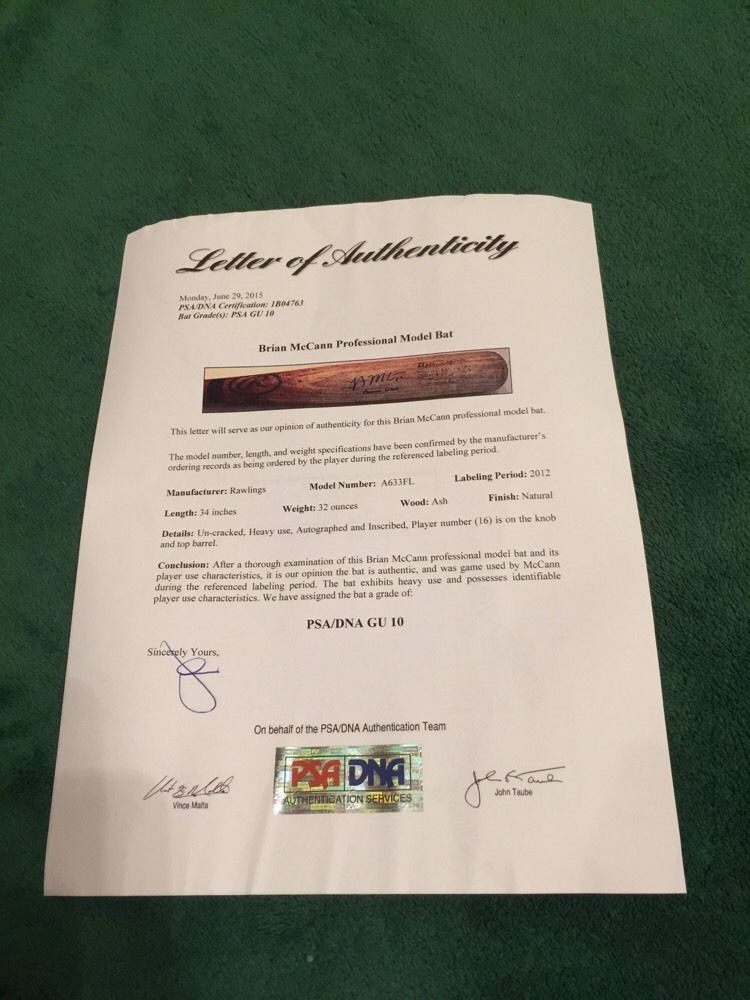 Letter of Authenticity
Monday, June 29, 2015
PSA/DNA Certification: 1B04763
Bat Grade(s): PSA GU 10
Brian McCann Professional Model Bat
This letter will serve as our opinion of authenticity for this Brian McCann professional model bat.
The model number, length, and weight specifications have been confirmed by the manufacturer's
ordering records as being ordered by the player during the referenced labeling period.
Manufacturer: Rawlings Model Number: A633FL Labeling Period: 2012
Length: 34 inches Weight: 32 ounces Wood: Ash Finish: Natural
Details: Un-cracked, Heavy use, Autographed and Inscribed, Player number (16) is on the knob
and top barrel.
Conclusion: After a thorough examination of this Brian McCann professional model bat and its
player use characteristics, it is our opinion the bat is authentic, and was game used by McCann
during the referenced labeling period. The bat exhibits heavy use and possesses identifiable
player use characteristics. We have assigned the bat a grade of:
PSA/DNA GU 10
Sincerely Yours,
On behalf of the PSA/DNA Authentication Team
PSA DNA
AUTHENTICATION SERVICES
Vince Malta
John Taube